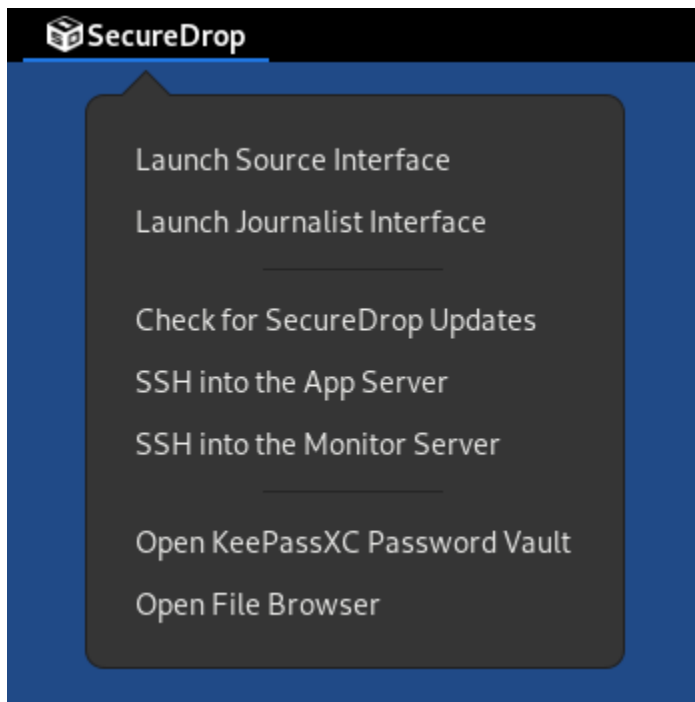 SecureDrop
Launch Source Interface
Launch Journalist Interface
Check for SecureDrop Updates
SSH into the App Server
SSH into the Monitor Server
Open KeePassXC Password Vault
Open File Browser